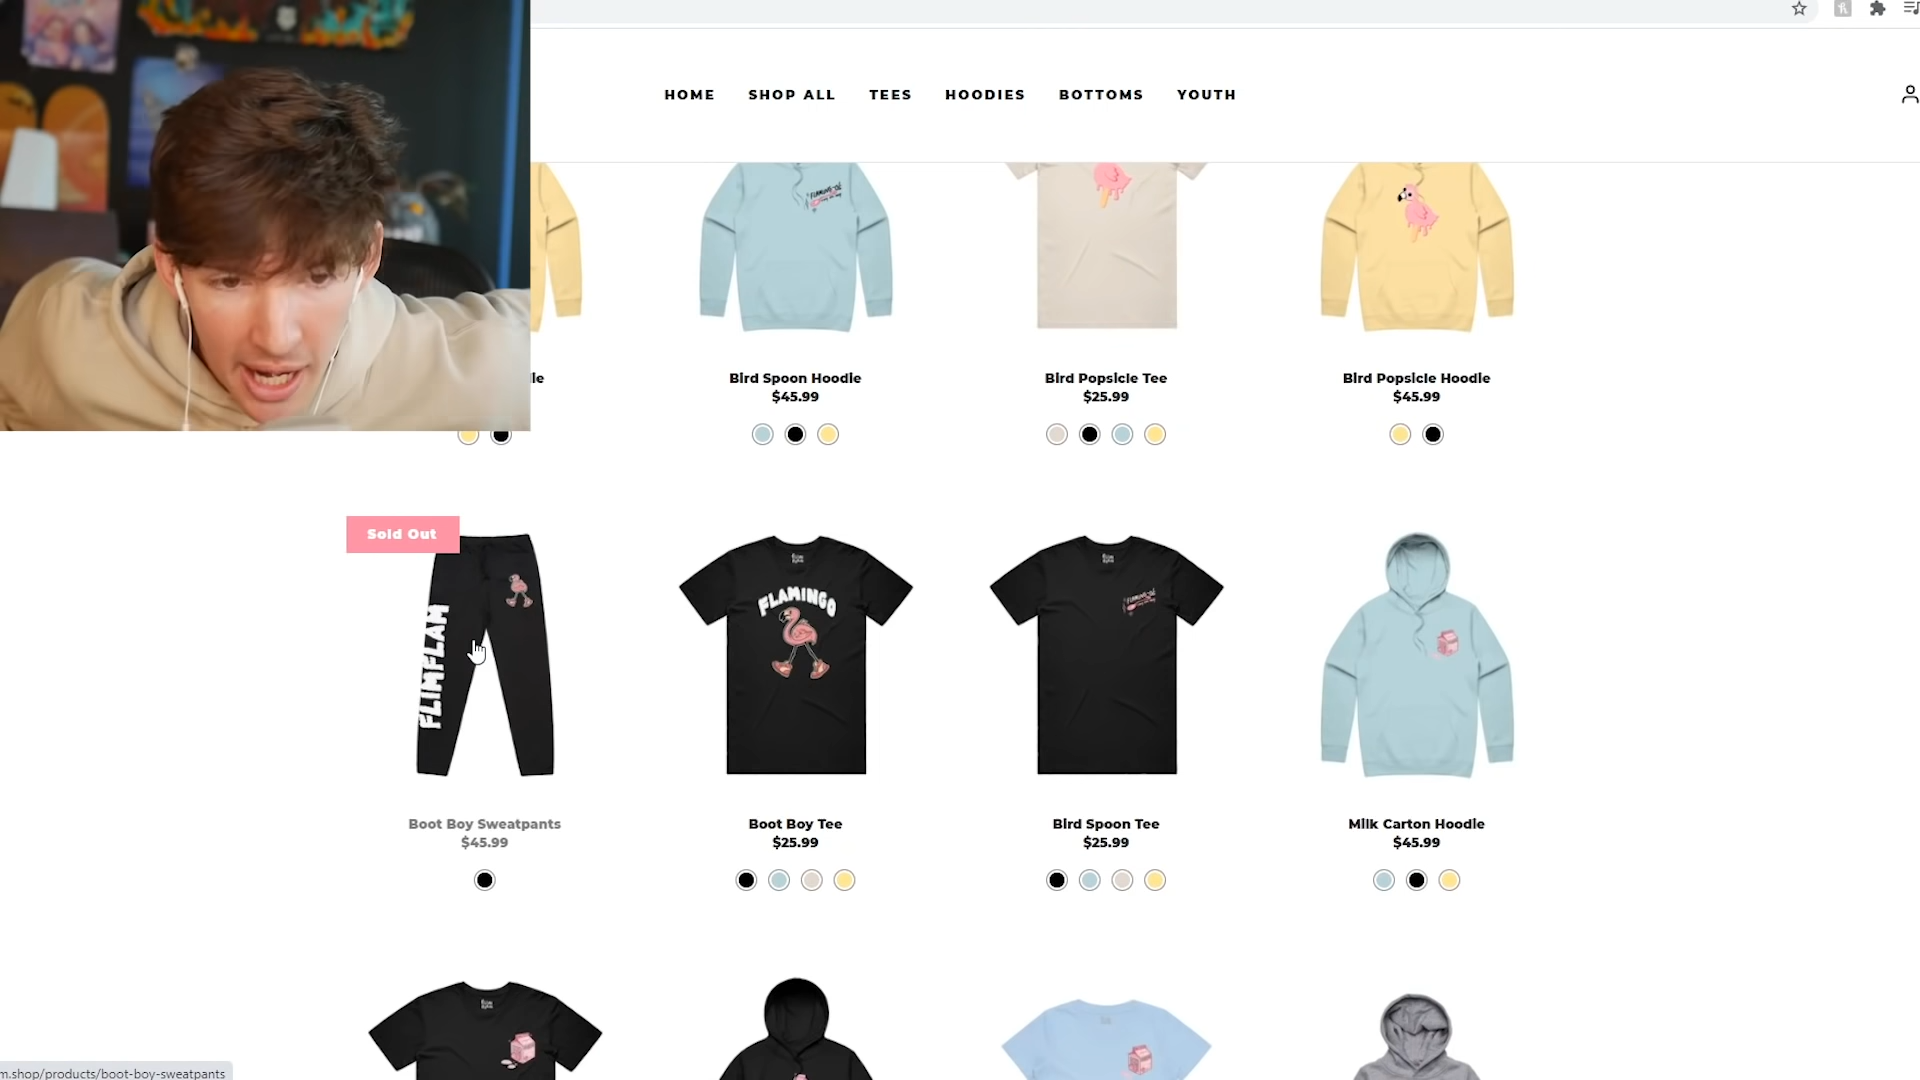 HOME SHOP ALL TEES HOODIES BOTTOMS YOUTH
le
Bird Spoon Hoodie
$45.99
Bird Popsicle Tee
$25.99
Bird Popsicle Hoodie
$45.99
Sold Out
FLIMFLAM
FLAMINGO
Boot Boy Sweatpants
$45.99
Boot Boy Tee
$25.99
Bird Spoon Tee
$25.99
Milk Carton Hoodie
$45.99
m.shop/products/boot-boy-sweatpants